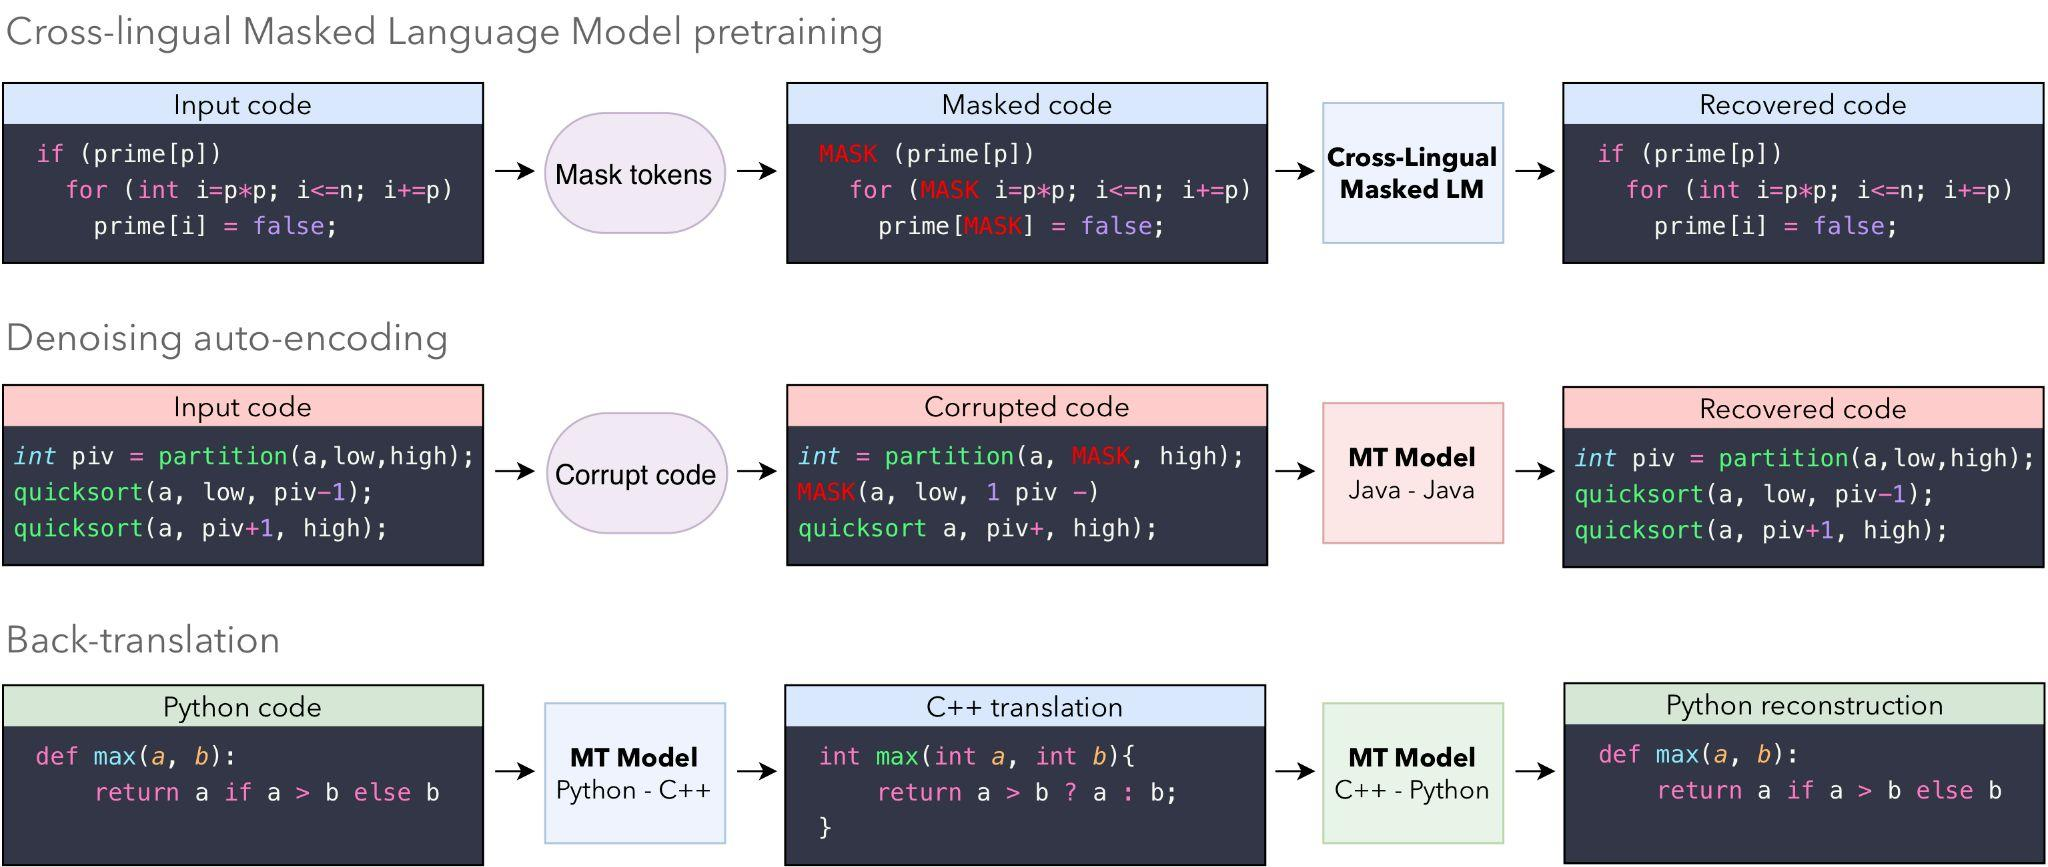 Cross-lingual Masked Language Model pretraining
Input code
if (prime[p])
for (int i=p*p; i<=n; i+=p)
prime[i] = false;
Mask tokens
Masked code
MASK (prime[p])
for (MASK i=p*p; i<=n; i+=p)
prime[MASK] = false;
Cross-Lingual
Masked LM
Recovered code
if (prime[p])
for (int i=p*p; i<=n; i+=p)
prime[i] = false;
Denoising auto-encoding
Input code
int piv = partition(a,low,high);
quicksort(a, low, piv-1);
quicksort(a, piv+1, high);
Corrupt code
Corrupted code
int = partition(a, MASK, high);
MASK(a, low, 1 piv -)
quicksort a, piv+, high);
MT Model
Java - Java
Recovered code
int piv = partition(a,low,high);
quicksort(a, low, piv-1);
quicksort(a, piv+1, high);
Back-translation
Python code
def max(a, b):
return a if a > b else b
MT Model
Python - C++
C++ translation
int max(int a, int b){
return a > b ? a : b;
}
MT Model
C++ - Python
Python reconstruction
def max(a, b):
return a if a > b else b